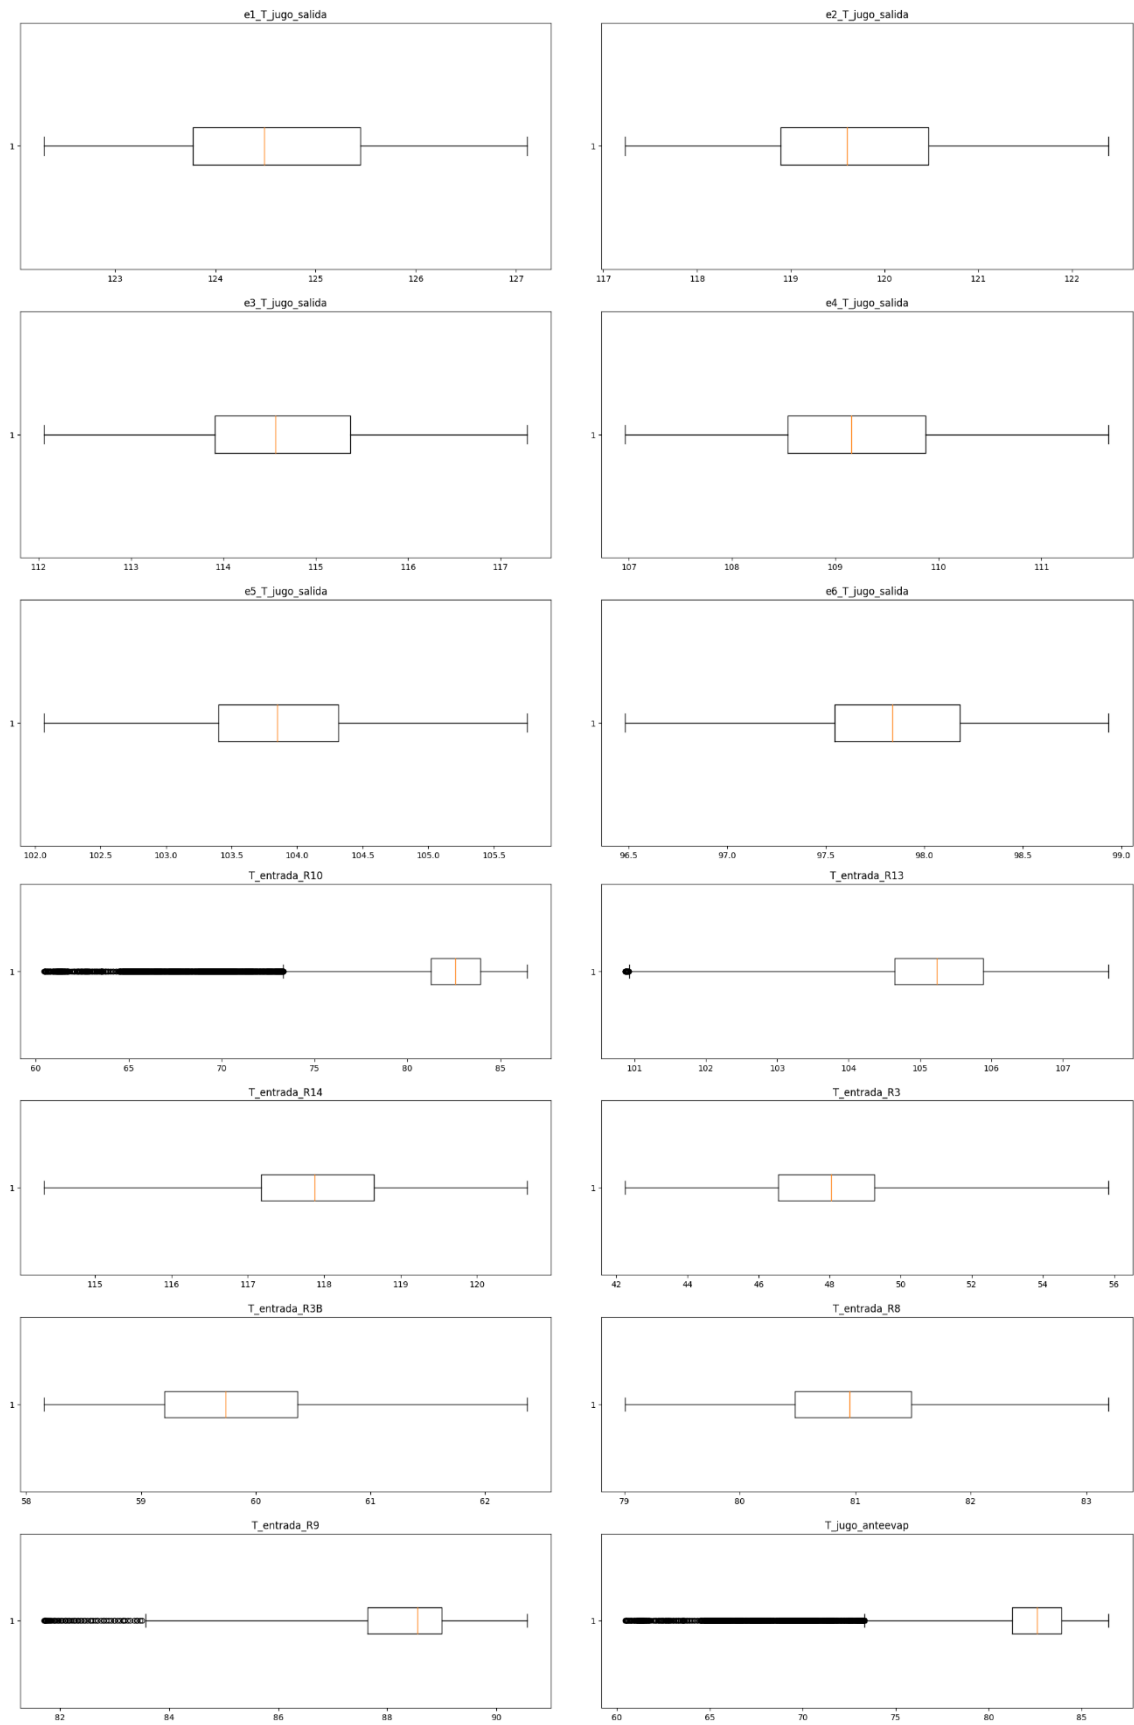 e1_T_jugo_salida
1
123 124 125 126 127
e2_T_jugo_salida
1
117 118 119 120 121 122
e3_T_jugo_salida
1
112 113 114 115 116 117
e4_T_jugo_salida
1
107 108 109 110 111
e5_T_jugo_salida
1
102.0 102.5 103.0 103.5 104.0 104.5 105.0 105.5
e6_T_jugo_salida
1
96.5 97.0 97.5 98.0 98.5 99.0
T_entrada_R10
1
60 65 70 75 80 85
T_entrada_R13
1
101 102 103 104 105 106 107
T_entrada_R14
1
115 116 117 118 119 120
T_entrada_R3
1
42 44 46 48 50 52 54 56
T_entrada_R3B
1
58 59 60 61 62
T_entrada_R8
1
79 80 81 82 83
T_entrada_R9
1
82 84 86 88 90
T_jugo_anteevap
1
60 65 70 75 80 85